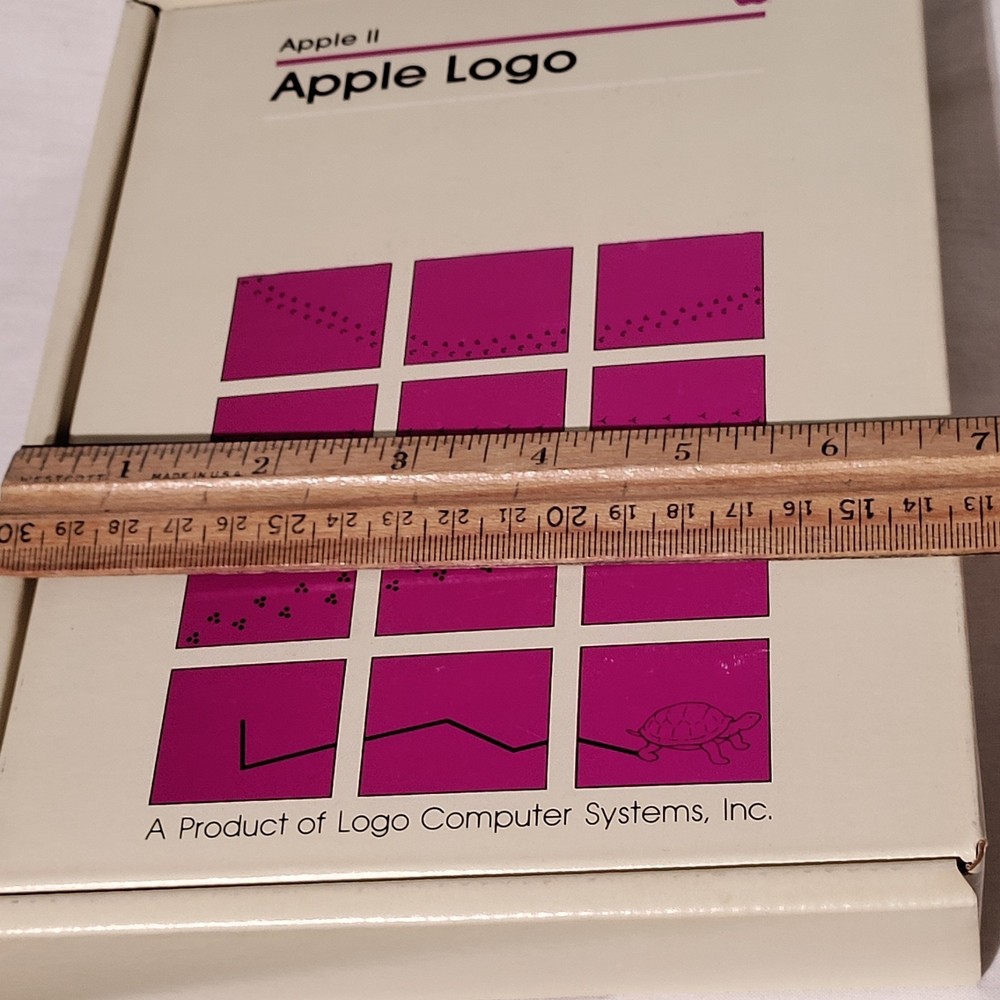 Apple II
Apple Logo
1 2 3 4 5 6 7
WESTCOTT MADE IN U.S.A.
30 29 28 27 26 25 24 23 22 21 20 19 18 17 16 15 14 13
A Product of Logo Computer Systems, Inc.